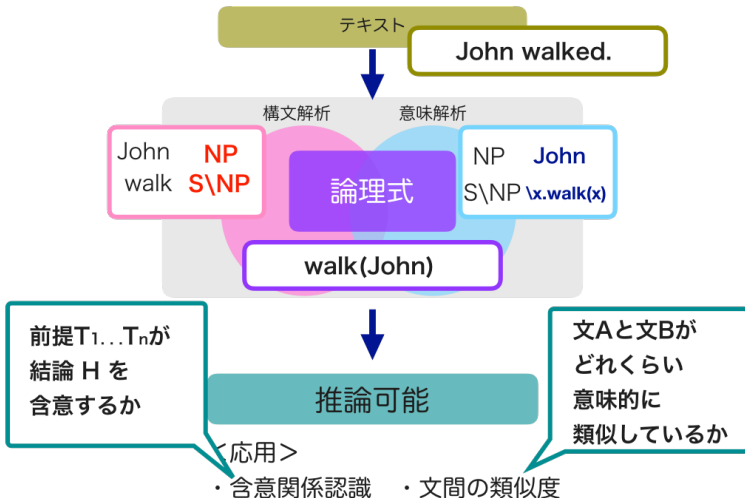 テキスト
John walked.
構文解析
意味解析
John NP
walk S\NP
論理式
NP John
S\NP \x.walk(x)
walk(John)
前提T₁...Tₙが
結論 H を
含意するか
文Aと文Bが
どれくらい
意味的に
類似しているか
推論可能
<応用>
・含意関係認識 ・文間の類似度